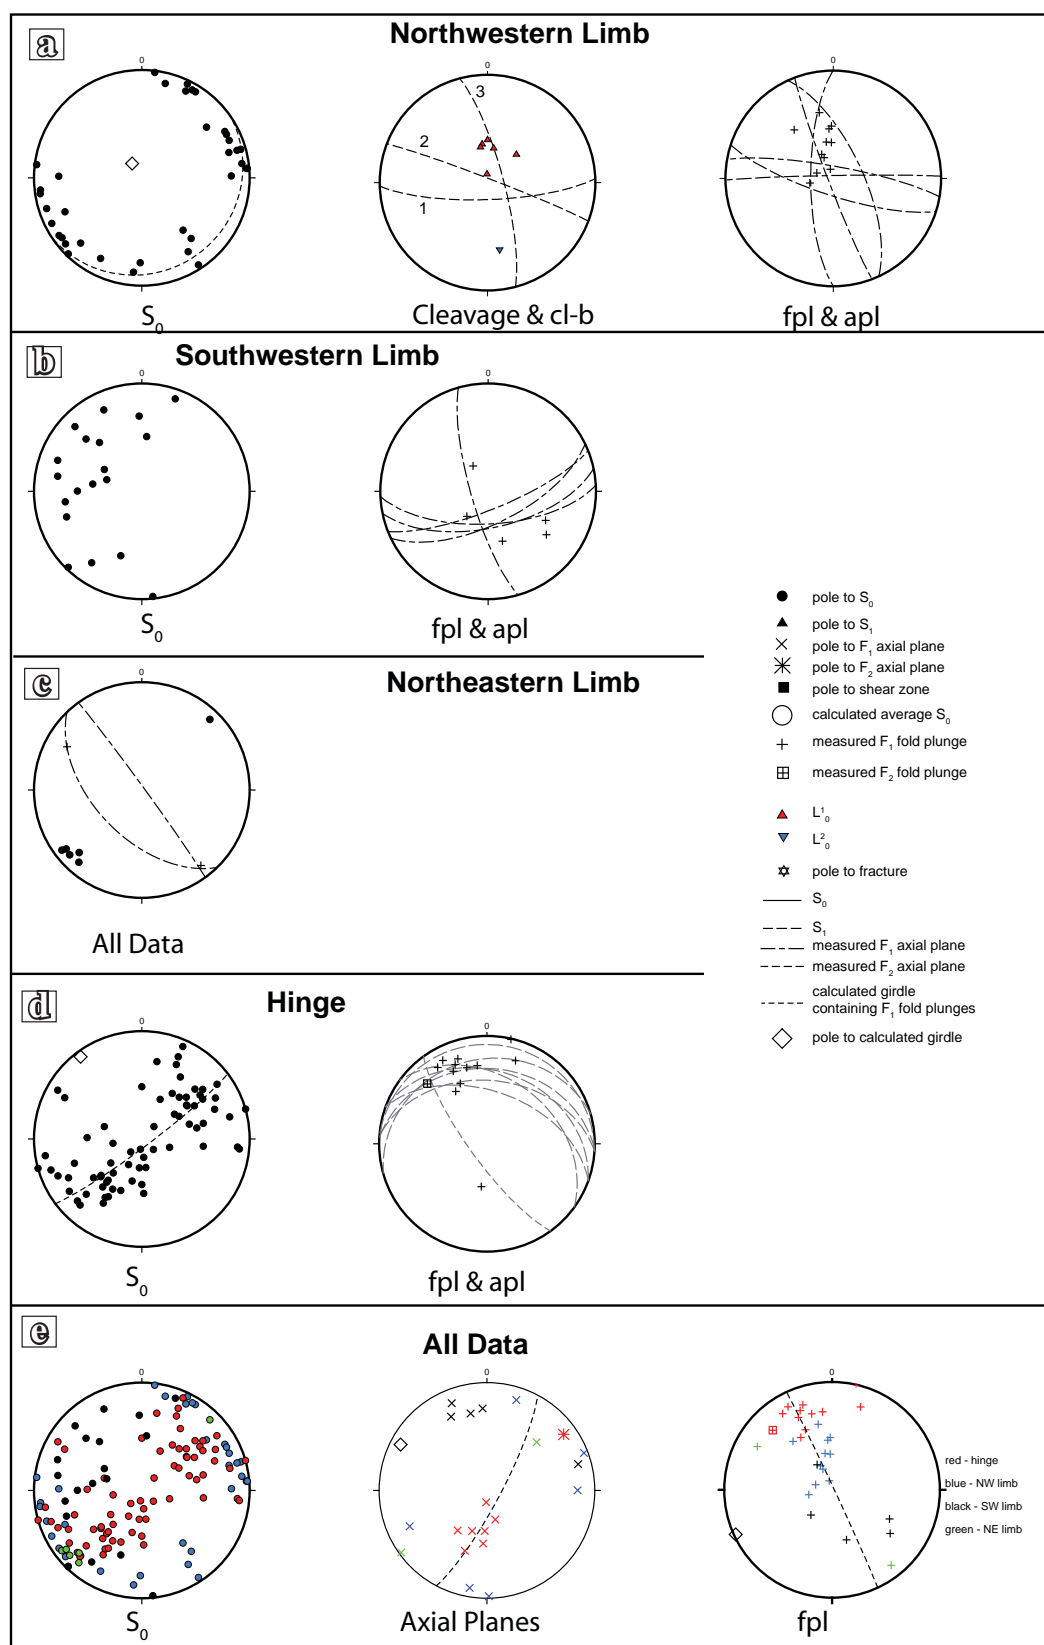 a
Northwestern Limb
0
0
0
3
2
1
S0
Cleavage & cl-b
fpl & apl
b
Southwestern Limb
0
0
S0
fpl & apl
pole to S0
pole to S1
pole to F1 axial plane
pole to F2 axial plane
pole to shear zone
calculated average S0
measured F1 fold plunge
measured F2 fold plunge
L10
L20
pole to fracture
S0
S1
measured F1 axial plane
measured F2 axial plane
calculated girdle
containing F1 fold plunges
pole to calculated girdle
c
Northeastern Limb
0
All Data
d
Hinge
0
0
S0
fpl & apl
e
All Data
0
0
0
red - hinge
blue - NW limb
black - SW limb
green - NE limb
S0
Axial Planes
fpl